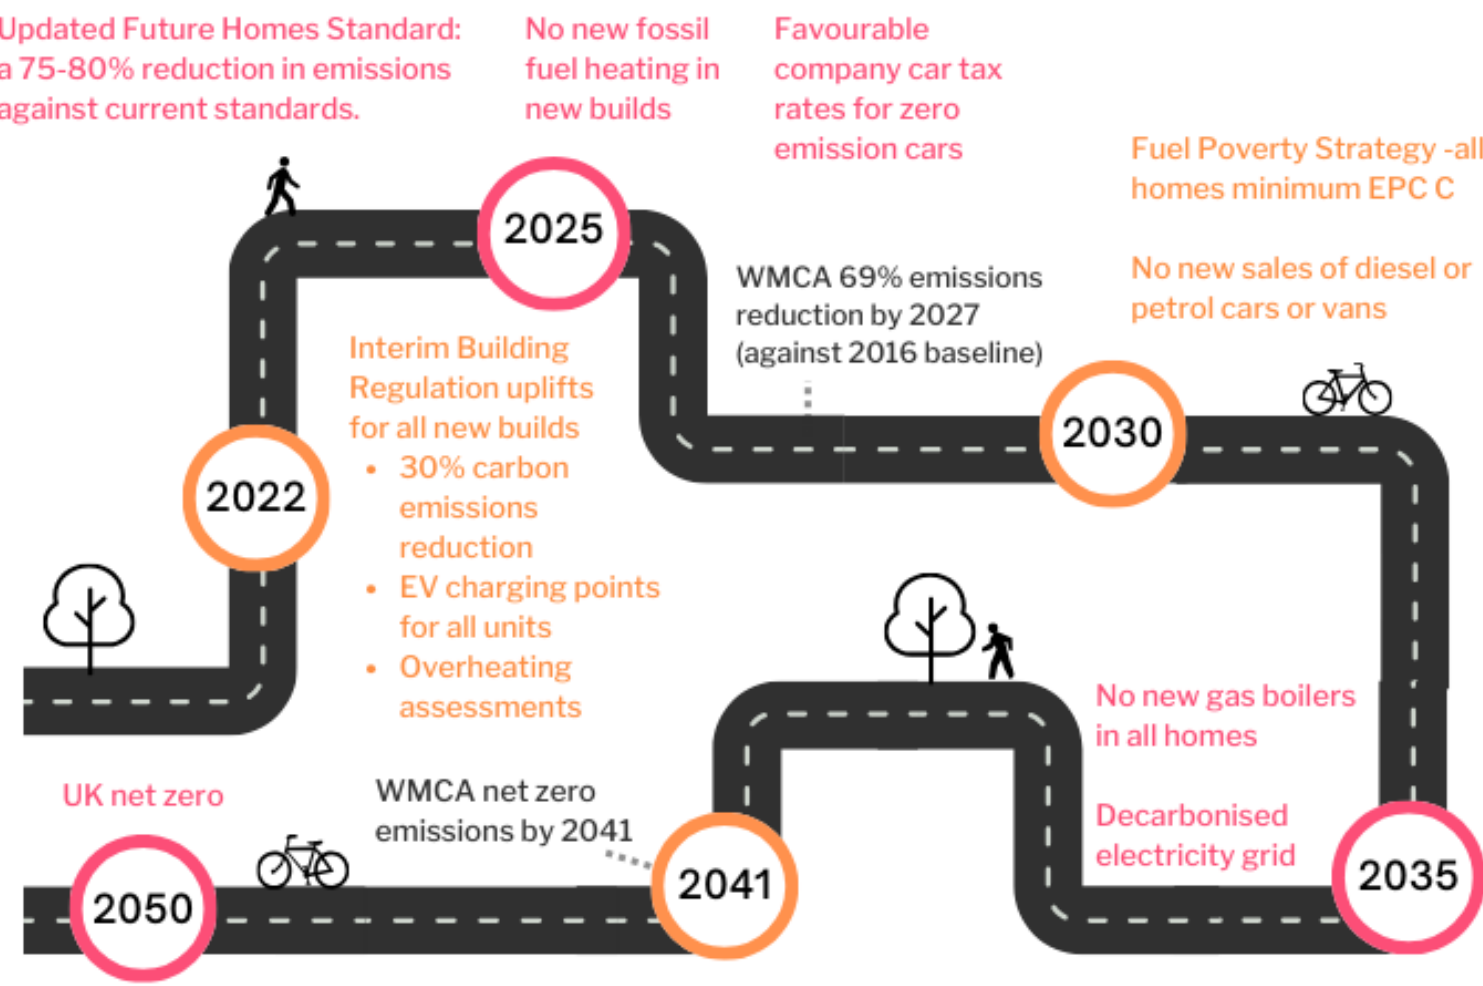 Updated Future Homes Standard:
a 75-80% reduction in emissions
against current standards.
No new fossil
fuel heating in
new builds
Favourable
company car tax
rates for zero
emission cars
Fuel Poverty Strategy -all
homes minimum EPC C
No new sales of diesel or
petrol cars or vans
2025
WMCA 69% emissions
reduction by 2027
(against 2016 baseline)
Interim Building
Regulation uplifts
for all new builds
• 30% carbon
emissions
reduction
• EV charging points
for all units
• Overheating
assessments
2022
2030
No new gas boilers
in all homes
Decarbonised
electricity grid
2035
WMCA net zero
emissions by 2041
2041
UK net zero
2050